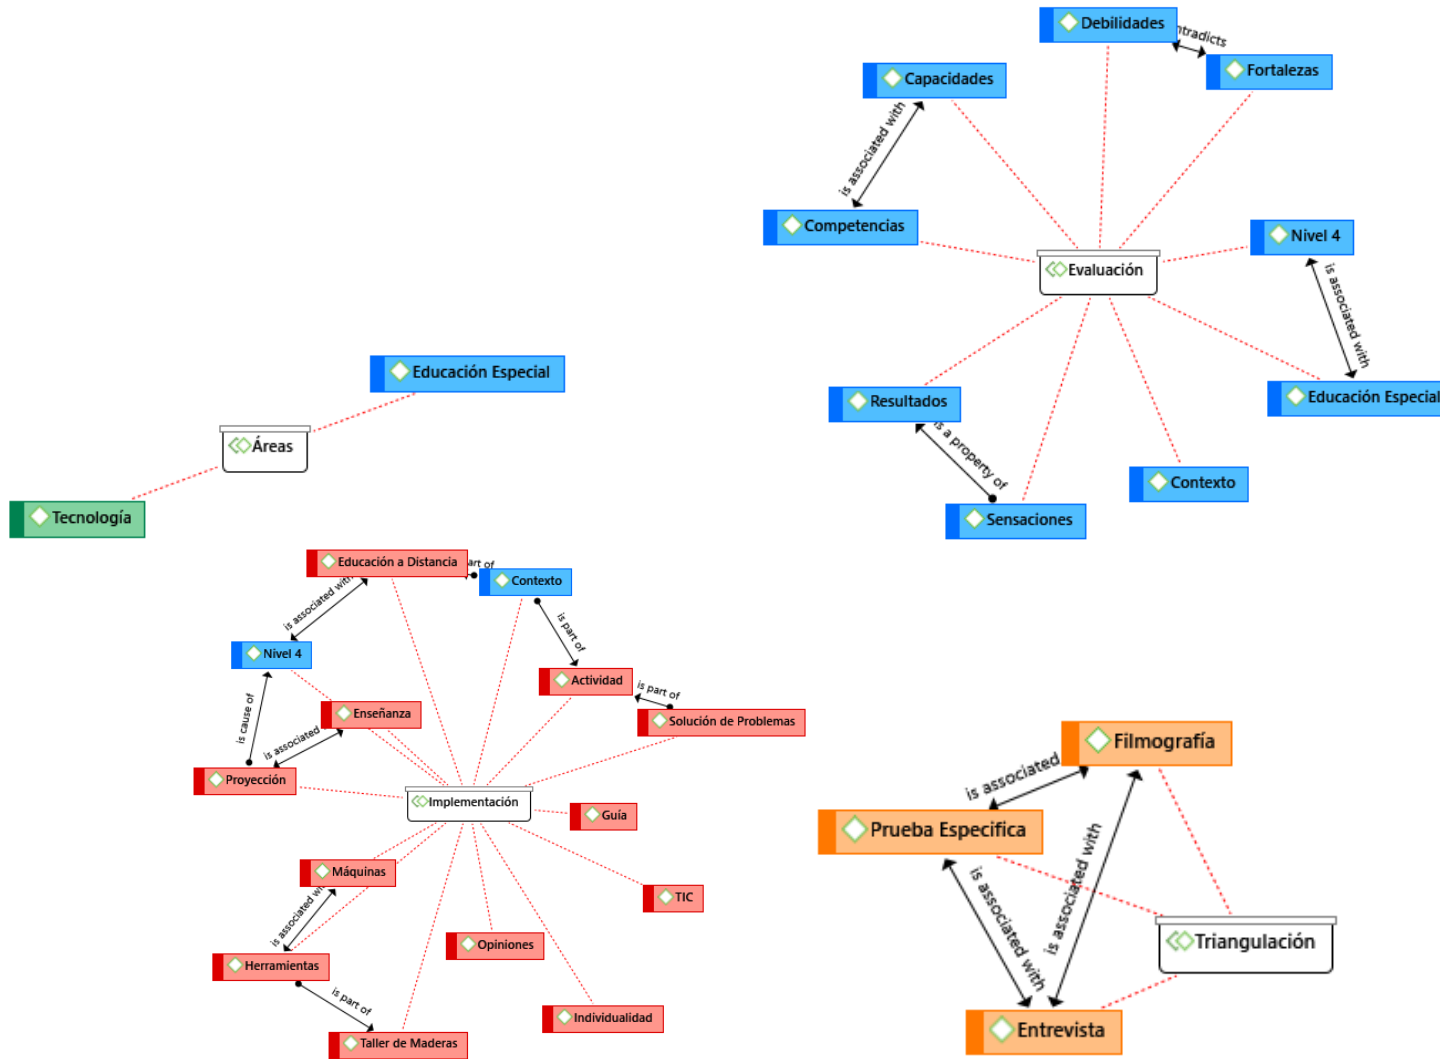 Debilidades
Fortalezas
Capacidades
is associated with
Competencias
Nivel 4
Evaluación
is associated with
Resultados
Educación Especial
is a property of
Contexto
Sensaciones
Educación Especial
Áreas
Tecnología
Educación a Distancia
Contexto
is associated with
is part of
Nivel 4
Actividad
is part of
Solución de Problemas
is cause of
Enseñanza
is associated
Proyección
Implementación
Guía
Máquinas
TIC
is associated
Opiniones
Herramientas
is part of
Individualidad
Taller de Maderas
Filmografía
is associated
Prueba Especifica
is associated with
is associated with
Triangulación
Entrevista